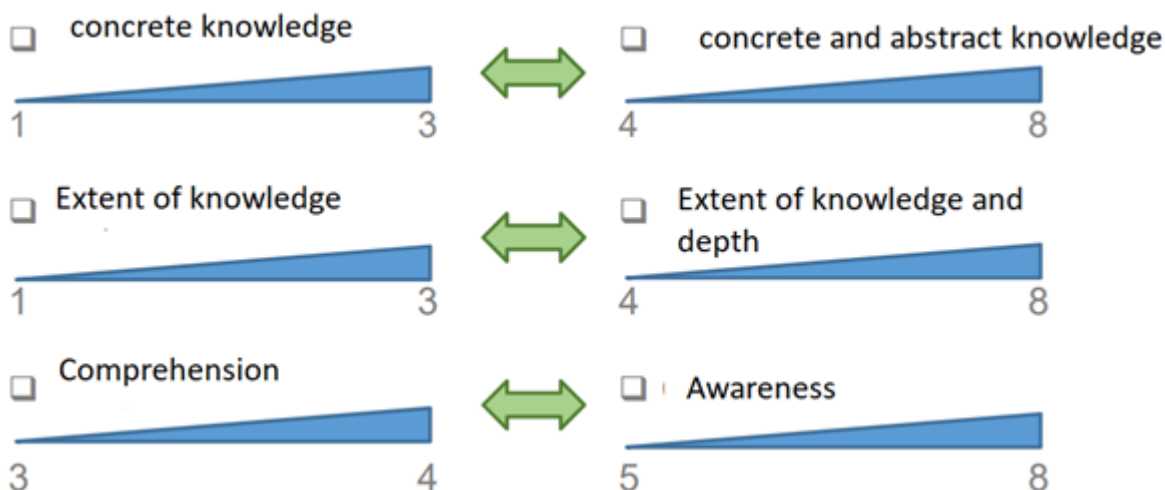 concrete knowledge
concrete and abstract knowledge
1 3
4 8
Extent of knowledge
Extent of knowledge and
depth
1 3
4 8
Comprehension
Awareness
3 4
5 8